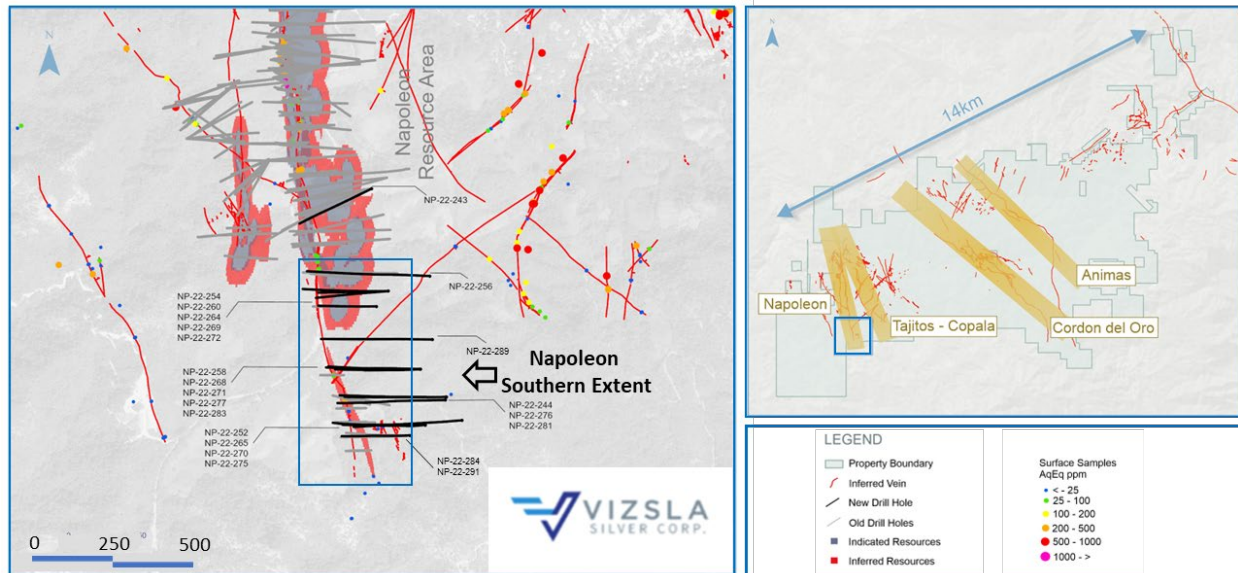 N
Napoleon
Resource Area
NP-22-243
NP-22-256
NP-22-254
NP-22-260
NP-22-264
NP-22-269
NP-22-272
NP-22-289
NP-22-258
NP-22-268
NP-22-271
NP-22-277
NP-22-283
Napoleon
Southern Extent
NP-22-244
NP-22-276
NP-22-281
NP-22-252
NP-22-265
NP-22-270
NP-22-275
NP-22-284
NP-22-291
VIZSLA
SILVER CORP.
0 250 500
N
14km
Napoleon
Tajitos - Copala
Cordon del Oro
Animas
LEGEND
Property Boundary
Inferred Vein
New Drill Hole
Old Drill Holes
Indicated Resources
Inferred Resources
Surface Samples
AqEq ppm
< - 25
25 - 100
100 - 200
200 - 500
500 - 1000
1000 - >